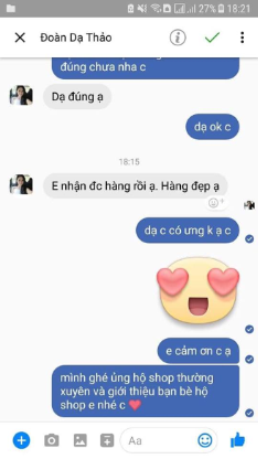 27% 18:21
Đoàn Dạ Thảo
đúng chưa nha c
Dạ đúng ạ
dạ ok c
18:15
E nhận đc hàng rồi ạ. Hàng đẹp ạ
dạ c có ưng k ạ c
e cảm ơn c ạ
mình ghé ủng hộ shop thường
xuyên và giới thiệu bạn bè hộ
shop e nhé c ❤
Aa